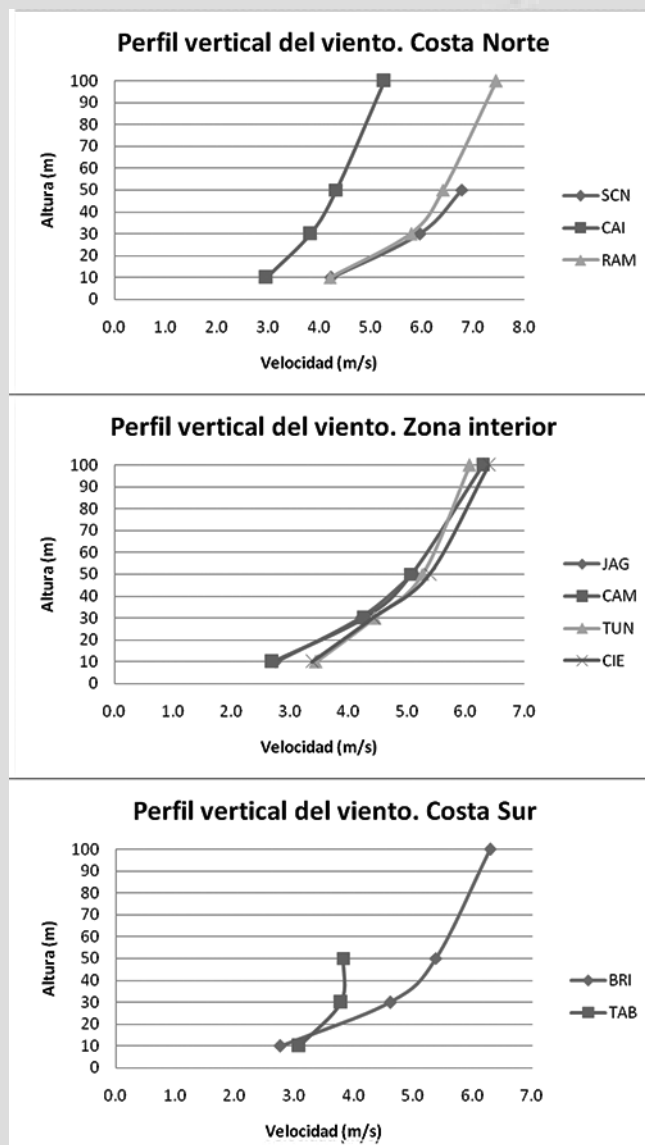 Perfil vertical del viento. Costa Norte
Altura (m)
100
90
80
70
60
50
40
30
20
10
0
0.0 1.0 2.0 3.0 4.0 5.0 6.0 7.0 8.0
Velocidad (m/s)
SCN
CAI
RAM
Perfil vertical del viento. Zona interior
Altura (m)
100
90
80
70
60
50
40
30
20
10
0
0.0 1.0 2.0 3.0 4.0 5.0 6.0 7.0
Velocidad (m/s)
JAG
CAM
TUN
CIE
Perfil vertical del viento. Costa Sur
Altura (m)
100
90
80
70
60
50
40
30
20
10
0
0.0 1.0 2.0 3.0 4.0 5.0 6.0 7.0
Velocidad (m/s)
BRI
TAB